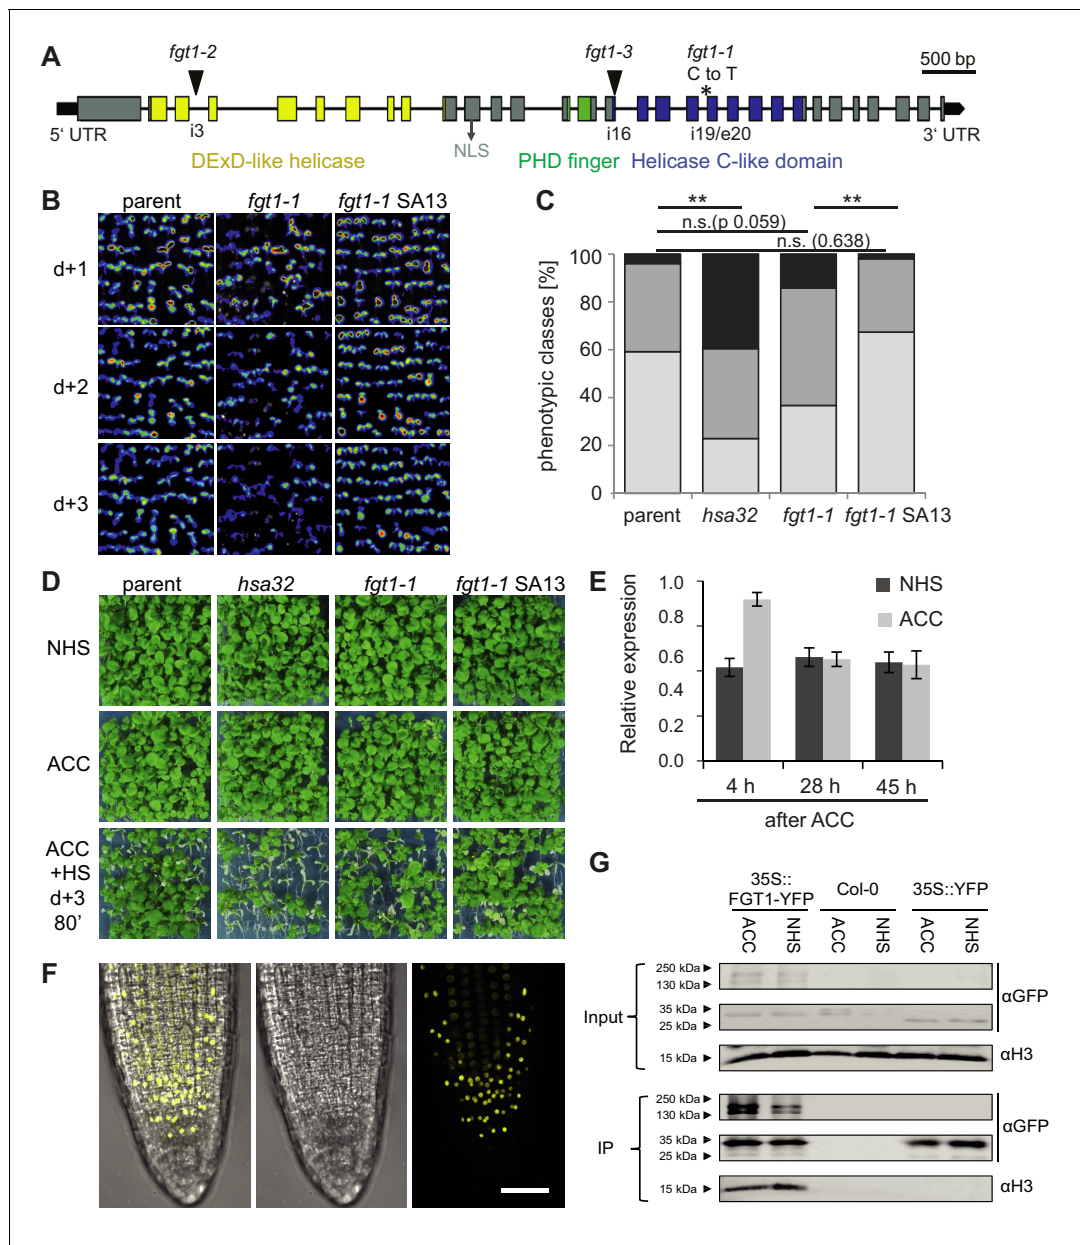 A
fgt1-2
fgt1-3
fgt1-1
C to T
*
500 bp
5‘ UTR
i3
NLS
i16
i19/e20
3‘ UTR
DExD-like helicase
PHD finger
Helicase C-like domain
B
parent
fgt1-1
fgt1-1 SA13
d+1
d+2
d+3
C
**
**
n.s.(p 0.059)
n.s. (0.638)
phenotypic classes [%]
100
80
60
40
20
0
parent
hsa32
fgt1-1
fgt1-1 SA13
D
parent
hsa32
fgt1-1
fgt1-1 SA13
NHS
ACC
ACC
+HS
d+3
80’
E
Relative expression
1.0
0.8
0.6
0.4
0.2
0.0
NHS
ACC
4 h
28 h
45 h
after ACC
F
G
35S::
FGT1-YFP
Col-0
35S::YFP
ACC
NHS
ACC
NHS
ACC
NHS
Input
250 kDa
130 kDa
35 kDa
25 kDa
αGFP
15 kDa
αH3
IP
250 kDa
130 kDa
35 kDa
25 kDa
αGFP
15 kDa
αH3